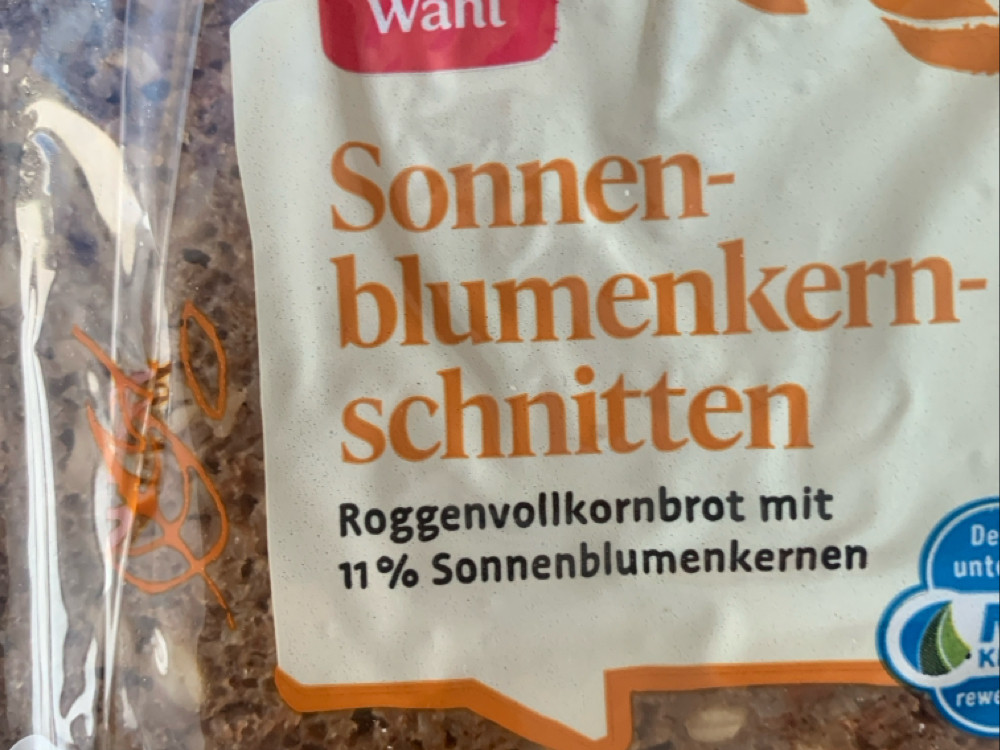 Wahl
Sonnen-
blumenkern-
schnitten
Roggenvollkornbrot mit
11% Sonnenblumenkernen